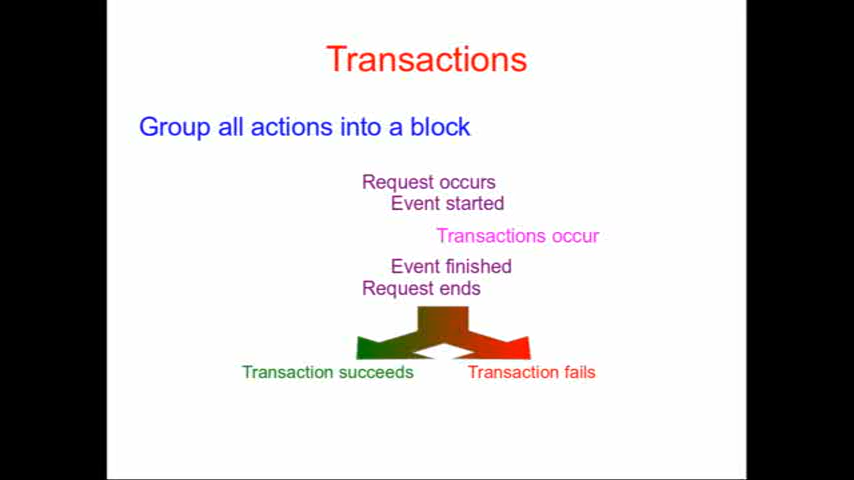 Transactions
Group all actions into a block
Request occurs
Event started
Transactions occur
Event finished
Request ends
Transaction succeeds
Transaction fails